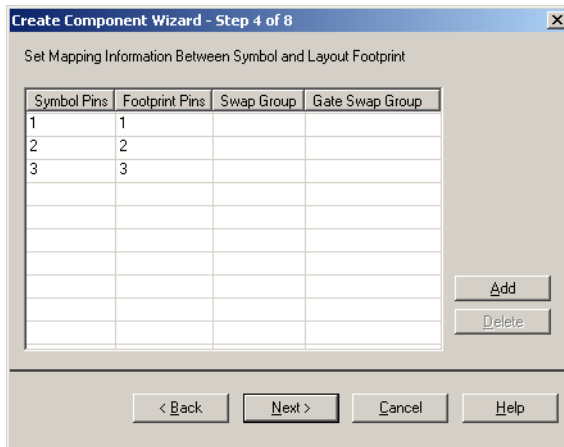 Create Component Wizard - Step 4 of 8
Set Mapping Information Between Symbol and Layout Footprint
Symbol Pins Footprint Pins Swap Group Gate Swap Group
1 1
2 2
3 3
Add
Delete
< Back Next > Cancel Help